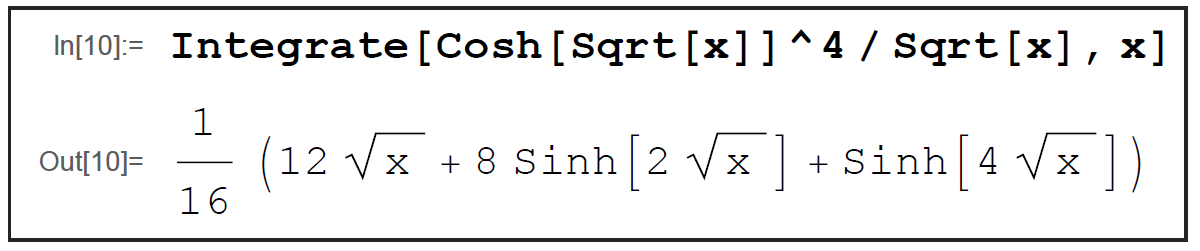 In[10]:= Integrate[Cosh[Sqrt[x]]^4/Sqrt[x], x]
Out[10]= 1/16 (12 √x + 8 Sinh[2 √x] + Sinh[4 √x])